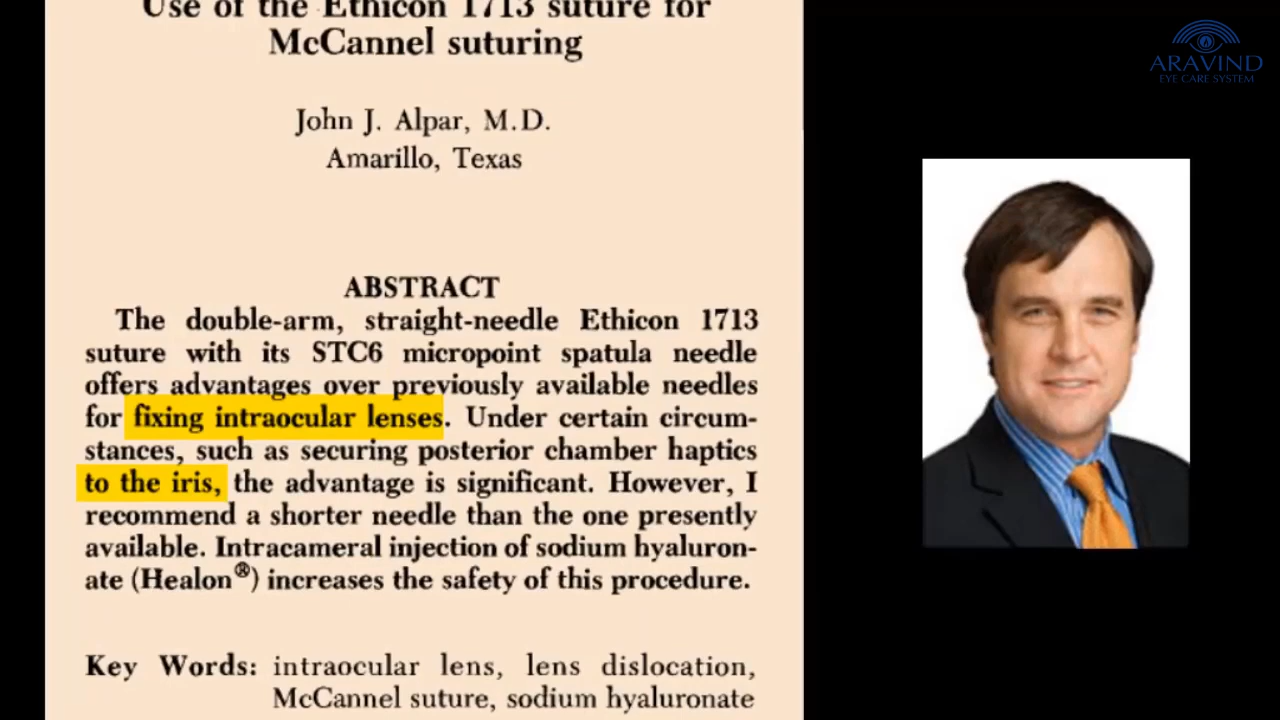 Use of the Ethicon 1713 suture for
McCannel suturing
John J. Alpar, M.D.
Amarillo, Texas
ABSTRACT
The double-arm, straight-needle Ethicon 1713
suture with its STC6 micropoint spatula needle
offers advantages over previously available needles
for fixing intraocular lenses. Under certain circum-
stances, such as securing posterior chamber haptics
to the iris, the advantage is significant. However, I
recommend a shorter needle than the one presently
available. Intracameral injection of sodium hyaluron-
ate (Healon®) increases the safety of this procedure.
Key Words: intraocular lens, lens dislocation,
McCannel suture, sodium hyaluronate
ARAVIND
EYE CARE SYSTEM